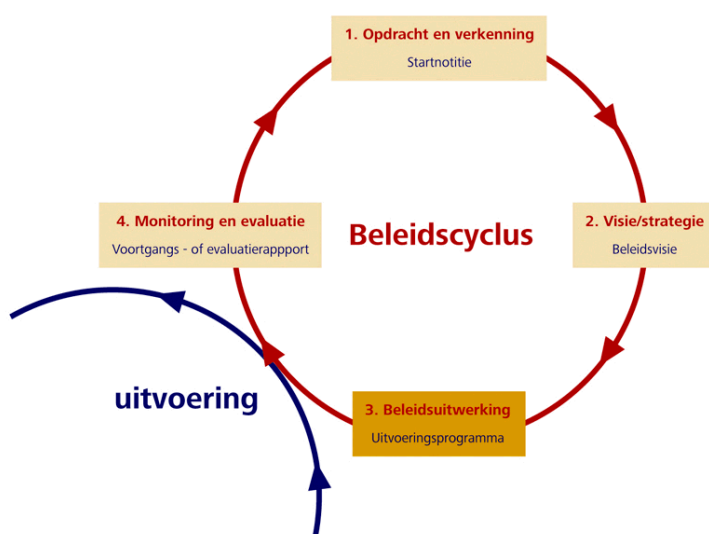 1. Opdracht en verkenning
Startnotitie
4. Monitoring en evaluatie
Voortgangs - of evaluatierappport
Beleidscyclus
2. Visie/strategie
Beleidsvisie
uitvoering
3. Beleidsuitwerking
Uitvoeringsprogramma